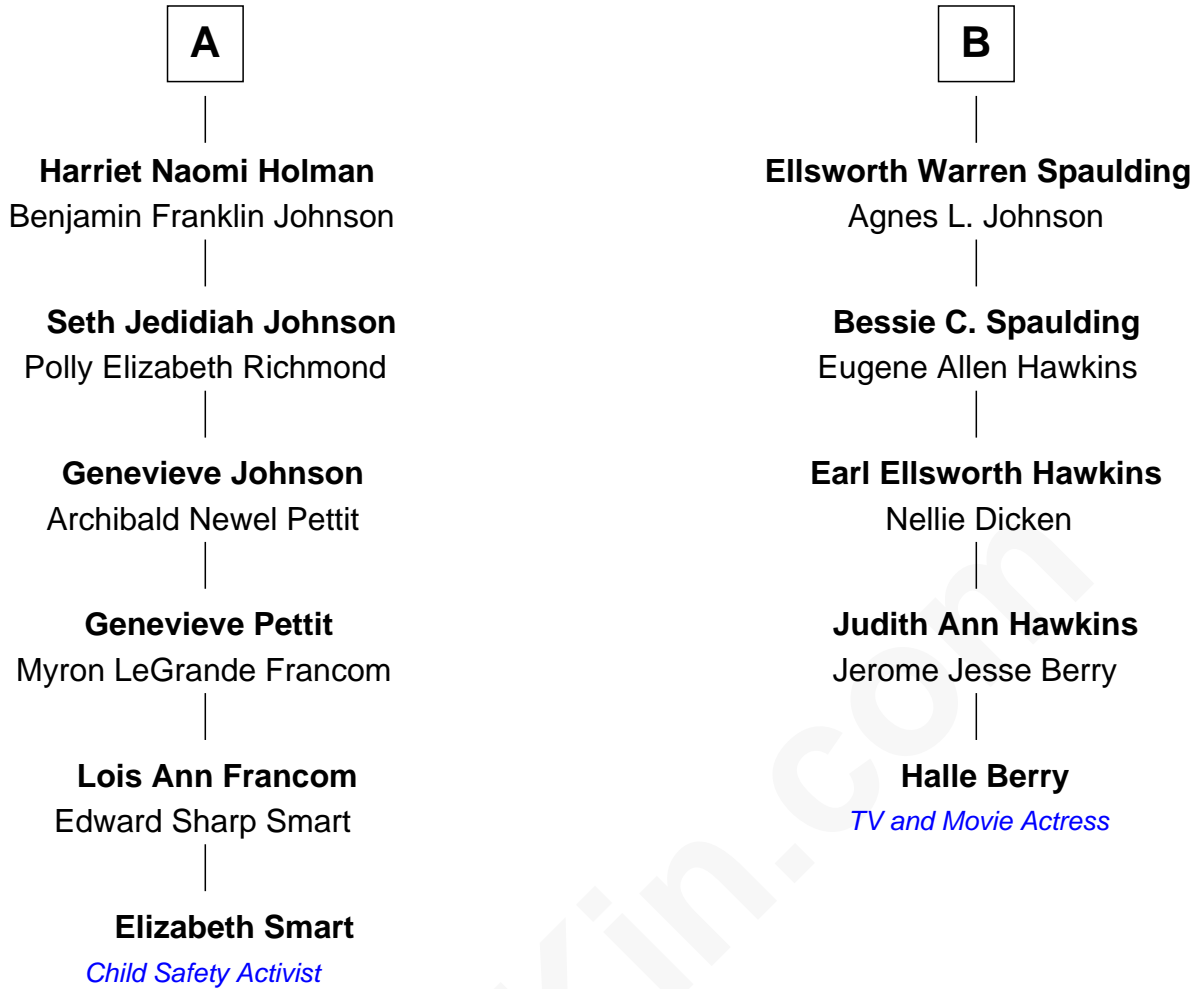 A
Harriet Naomi Holman
Benjamin Franklin Johnson
Seth Jedidiah Johnson
Polly Elizabeth Richmond
Genevieve Johnson
Archibald Newel Pettit
Genevieve Pettit
Myron LeGrande Francom
Lois Ann Francom
Edward Sharp Smart
Elizabeth Smart
Child Safety Activist
B
Ellsworth Warren Spaulding
Agnes L. Johnson
Bessie C. Spaulding
Eugene Allen Hawkins
Earl Ellsworth Hawkins
Nellie Dicken
Judith Ann Hawkins
Jerome Jesse Berry
Halle Berry
TV and Movie Actress
Kin.com